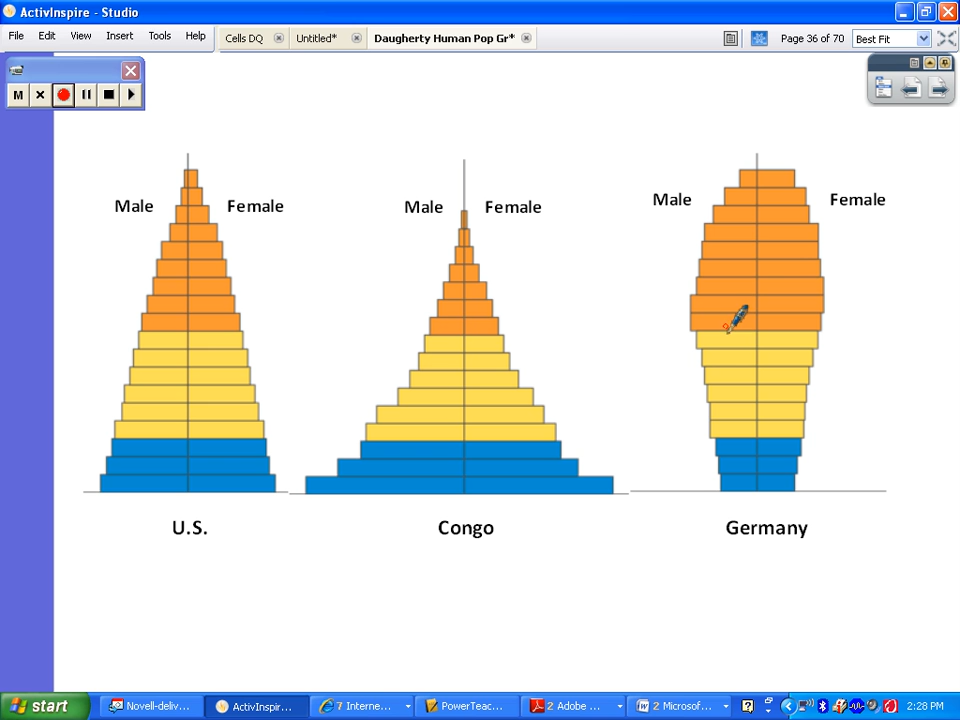 ActivInspire - Studio
File Edit View Insert Tools Help
Cells DQ
Untitled*
Daugherty Human Pop Gr*
Page 36 of 70
Best Fit
M
Male Female
Male Female
Male Female
U.S.
Congo
Germany
start
Novell-deliv...
ActivInspir...
7 Interne...
PowerTeac...
2 Adobe ...
2 Microsof...
2:28 PM